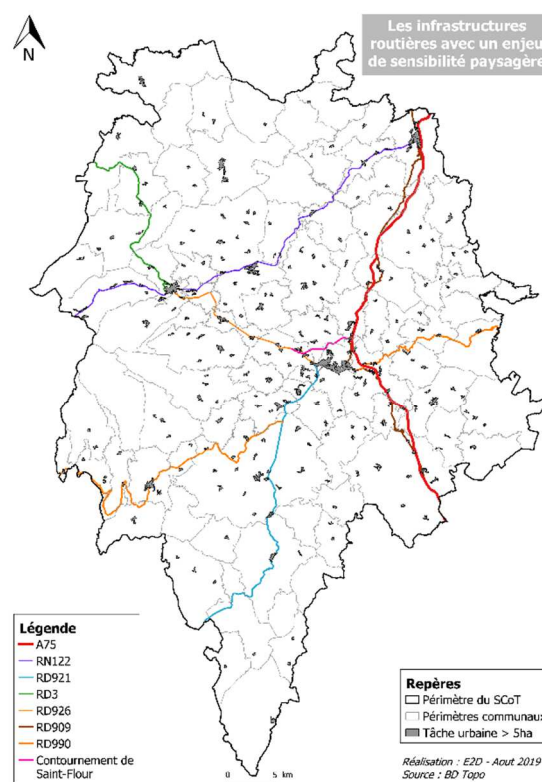 Les infrastructures
routières avec un enjeu
de sensibilité paysagère
N
Légende
A75
RN122
RD921
RD3
RD926
RD909
RD990
Contournement de
Saint-Flour
0 5 km
Repères
Périmètre du SCoT
Périmètres communaux
Tâche urbaine > 5ha
Réalisation : E2D - Aout 2019
Source : BD Topo